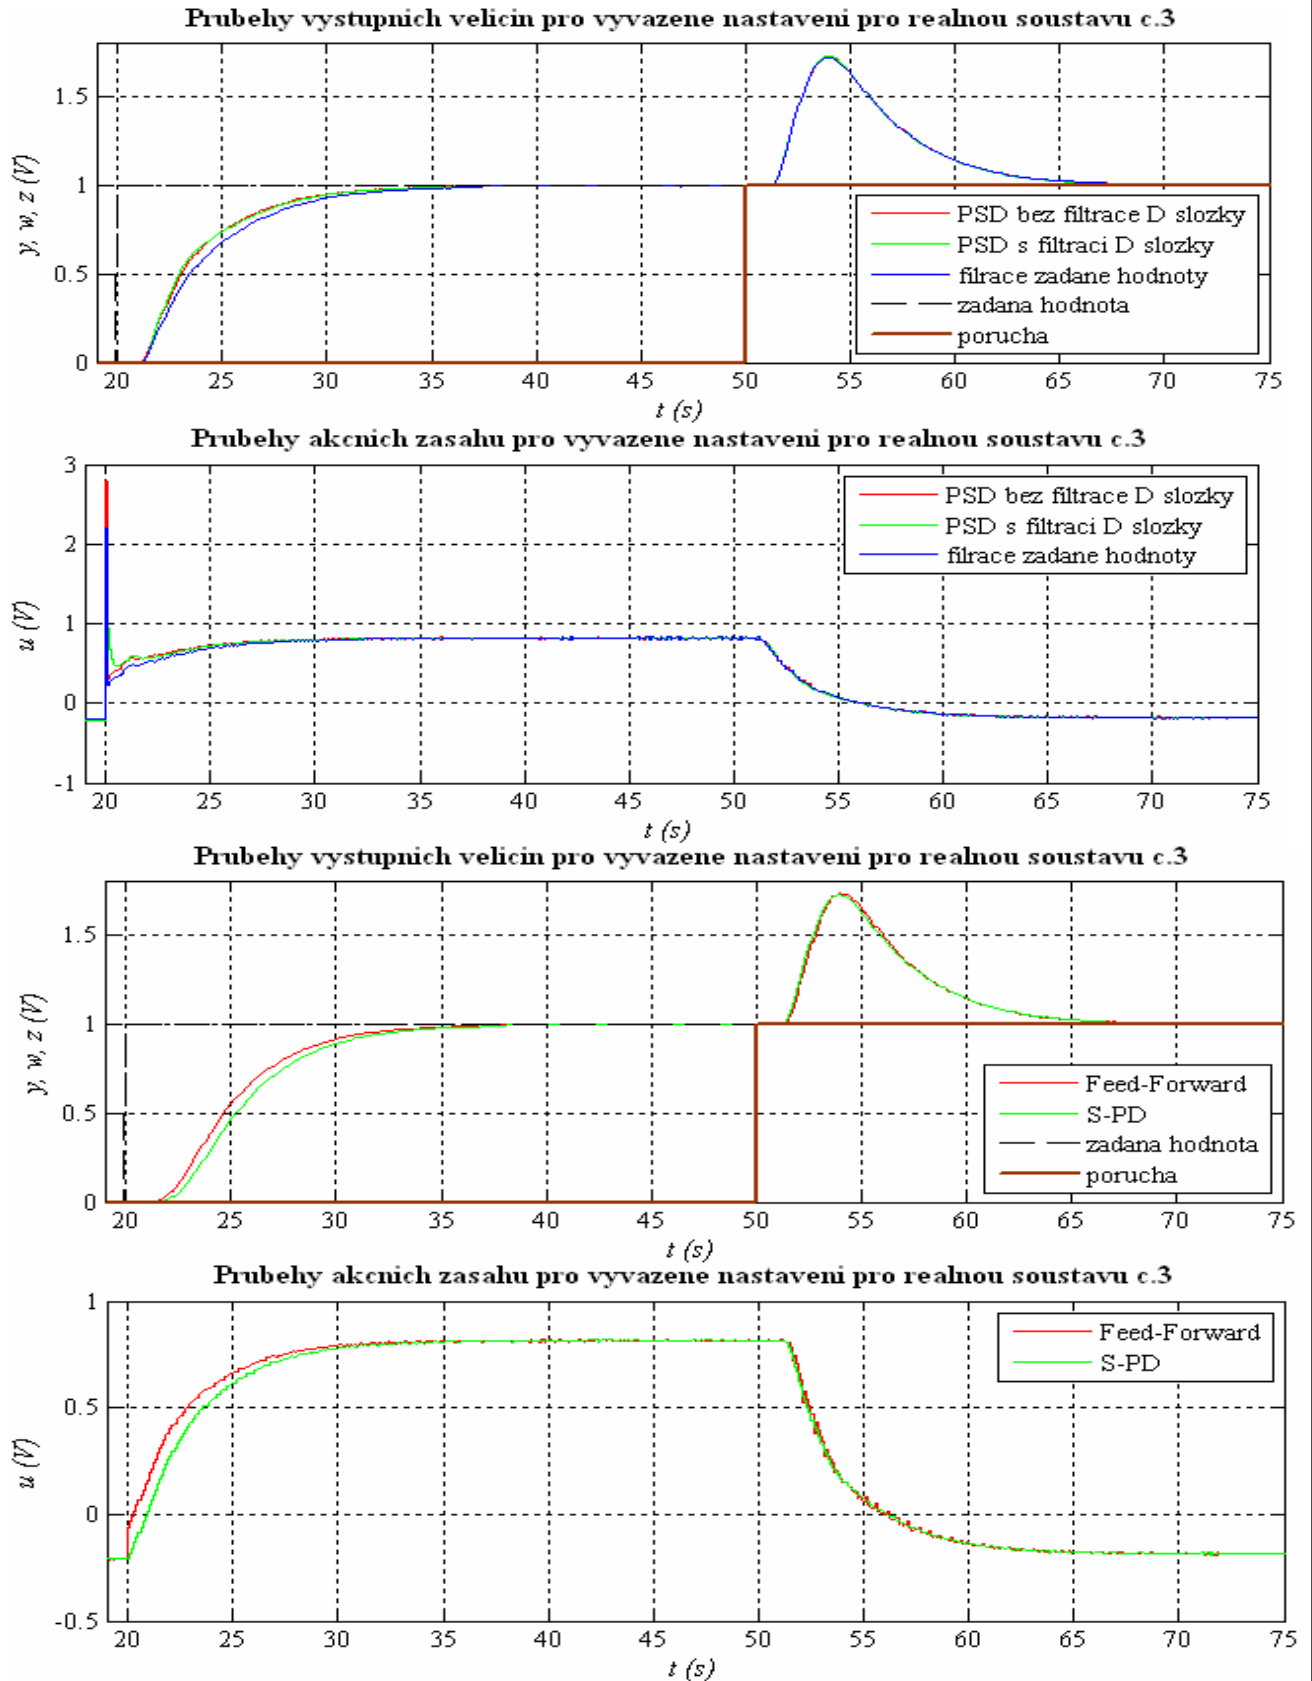 Prubehy vystupnich velicin pro vyvazene nastaveni pro realnou soustavu c.3
y, w, z (V)
1.5
1
0.5
0
PSD bez filtrace D slozky
PSD s filtraci D slozky
filrace zadane hodnoty
zadana hodnota
porucha
20 25 30 35 40 45 50 55 60 65 70 75
t (s)
Prubehy akcnich zasahu pro vyvazene nastaveni pro realnou soustavu c.3
u (V)
3
2
1
0
-1
PSD bez filtrace D slozky
PSD s filtraci D slozky
filrace zadane hodnoty
20 25 30 35 40 45 50 55 60 65 70 75
t (s)
Prubehy vystupnich velicin pro vyvazene nastaveni pro realnou soustavu c.3
y, w, z (V)
1.5
1
0.5
0
Feed-Forward
S-PD
zadana hodnota
porucha
20 25 30 35 40 45 50 55 60 65 70 75
t (s)
Prubehy akcnich zasahu pro vyvazene nastaveni pro realnou soustavu c.3
u (V)
1
0.5
0
-0.5
Feed-Forward
S-PD
20 25 30 35 40 45 50 55 60 65 70 75
t (s)